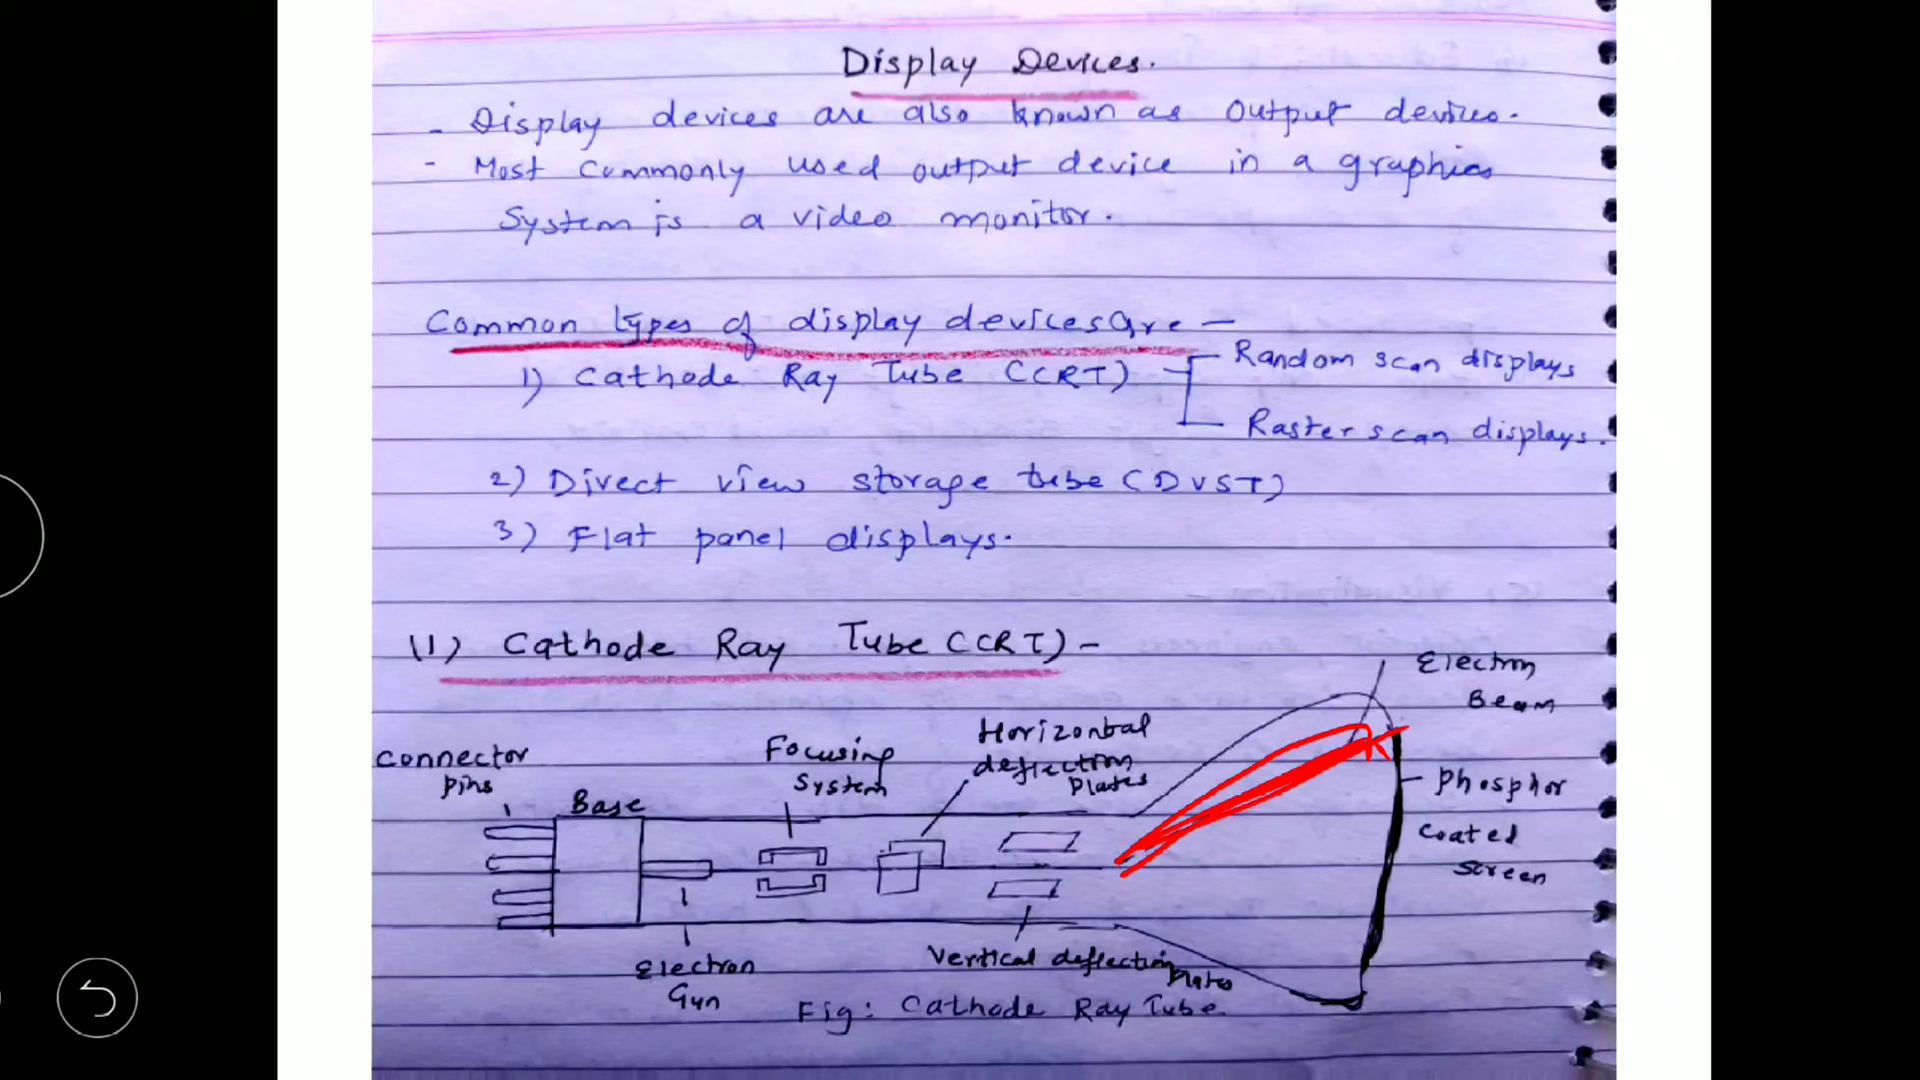 Display Devices.
- Display devices are also known as output devices.
- Most commonly used output device in a graphics
System is a video monitor.
Common types of display devices are -
1) Cathode Ray Tube (CRT)
Random scan displays
Raster scan displays.
2) Direct view storage tube (DVST)
3) Flat panel displays.
(1) Cathode Ray Tube (CRT) -
Electron
Beam
Horizontal
deflection
Plates
Focusing
System
Connector
Pins
Base
Phosphor
Coated
Screen
Electron
Gun
Vertical deflection
Plates
Fig: Cathode Ray Tube